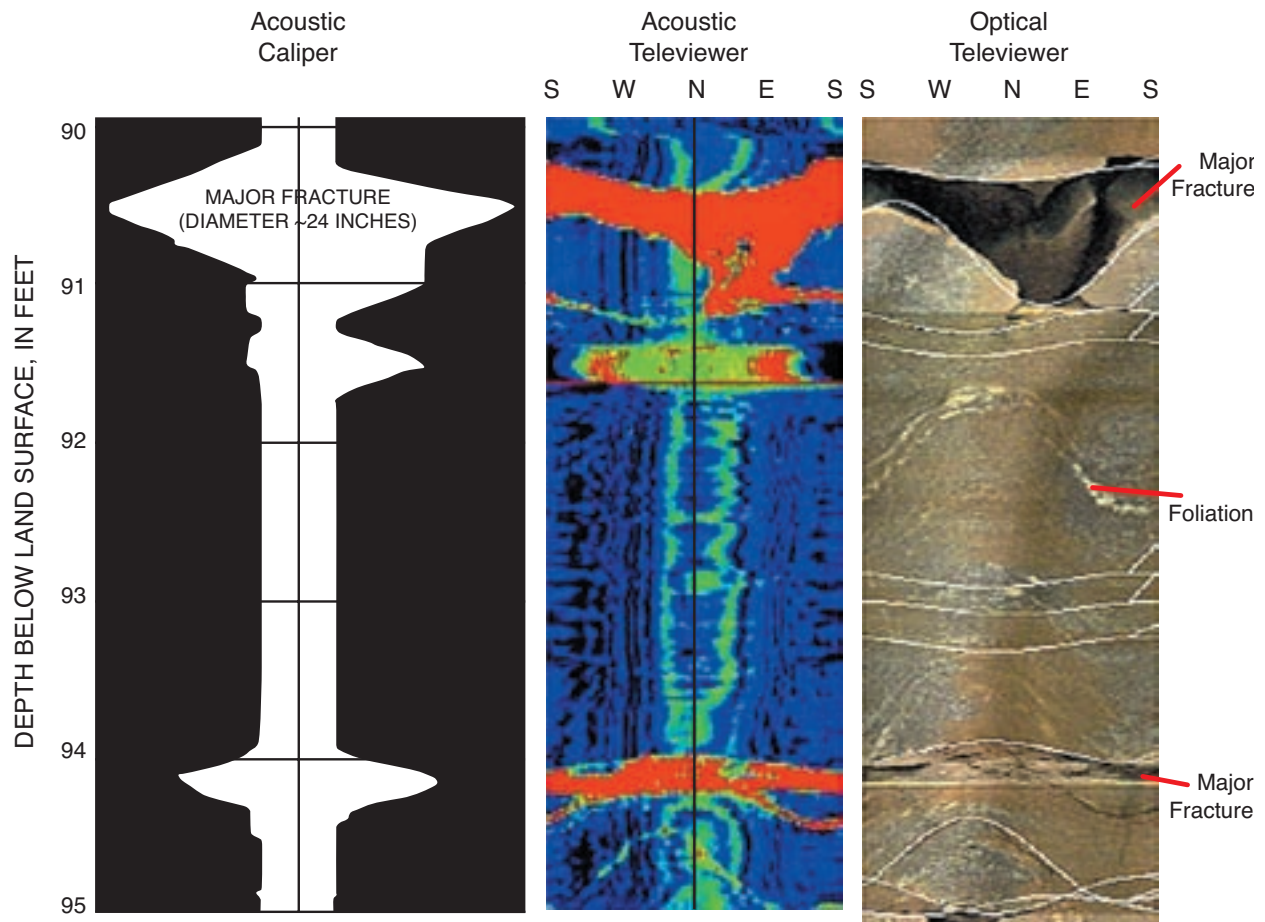 Acoustic
Caliper
Acoustic
Televiewer
Optical
Televiewer
S W N E S
S W N E S
DEPTH BELOW LAND SURFACE, IN FEET
90
91
92
93
94
95
MAJOR FRACTURE
(DIAMETER ~24 INCHES)
Major
Fracture
Foliation
Major
Fracture